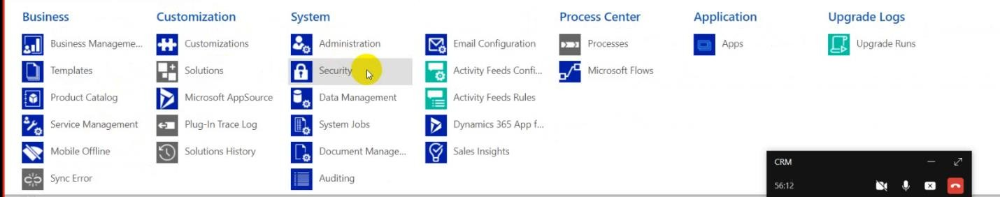 Business
Business Manageme...
Templates
Product Catalog
Service Management
Mobile Offline
Sync Error
Customization
Customizations
Solutions
Microsoft AppSource
Plug-In Trace Log
Solutions History
System
Administration
Security
Data Management
System Jobs
Document Manage...
Auditing
Email Configuration
Activity Feeds Confi...
Activity Feeds Rules
Dynamics 365 App f...
Sales Insights
Process Center
Processes
Microsoft Flows
Application
Apps
Upgrade Logs
Upgrade Runs
CRM
56:12